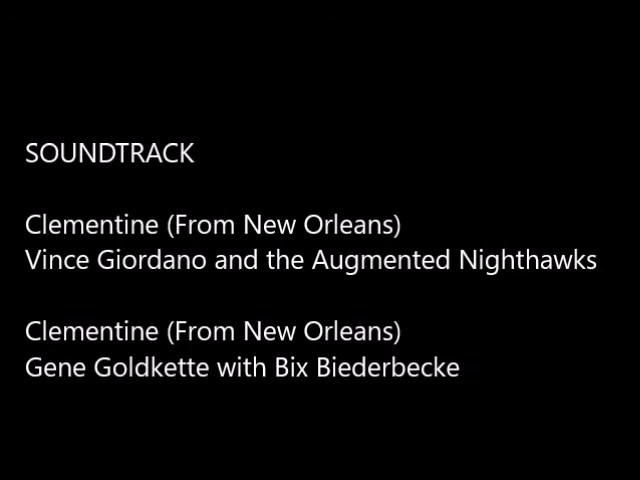 SOUNDTRACK
Clementine (From New Orleans)
Vince Giordano and the Augmented Nighthawks
Clementine (From New Orleans)
Gene Goldkette with Bix Biederbecke